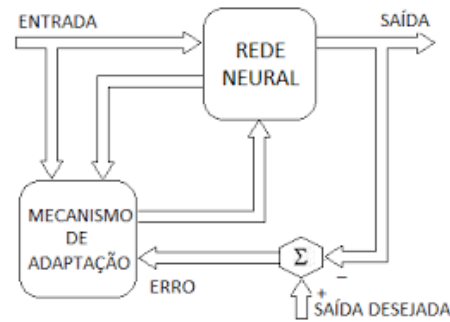 ENTRADA
SAÍDA
REDE
NEURAL
MECANISMO
DE
ADAPTAÇÃO
Σ
−
+
ERRO
SAÍDA DESEJADA